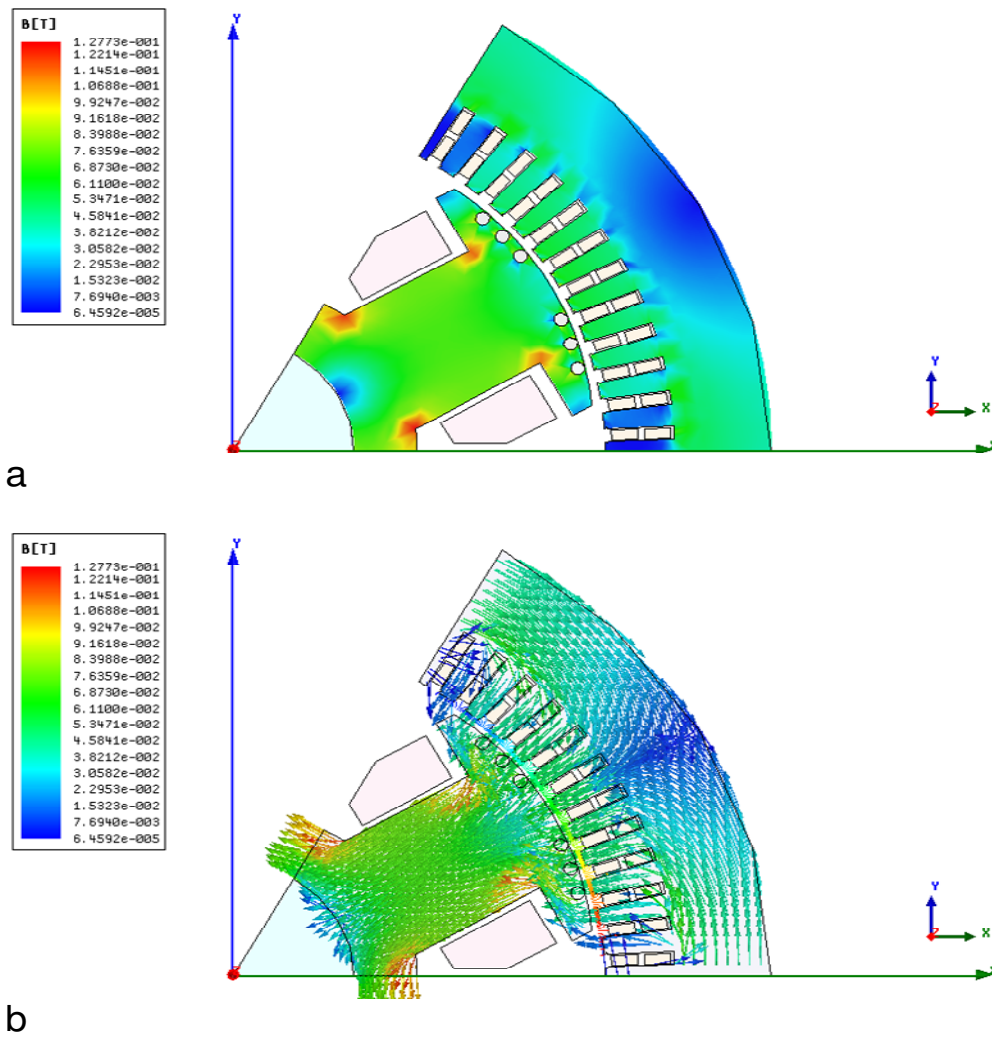 B[T]
1.2773e-001
1.2214e-001
1.1451e-001
1.0688e-001
9.9247e-002
9.1618e-002
8.3988e-002
7.6359e-002
6.8730e-002
6.1100e-002
5.3471e-002
4.5841e-002
3.8212e-002
3.0582e-002
2.2953e-002
1.5323e-002
7.6940e-003
6.4592e-005
Y
Y
X
Z
a
B[T]
1.2773e-001
1.2214e-001
1.1451e-001
1.0688e-001
9.9247e-002
9.1618e-002
8.3988e-002
7.6359e-002
6.8730e-002
6.1100e-002
5.3471e-002
4.5841e-002
3.8212e-002
3.0582e-002
2.2953e-002
1.5323e-002
7.6940e-003
6.4592e-005
Y
Y
X
Z
b